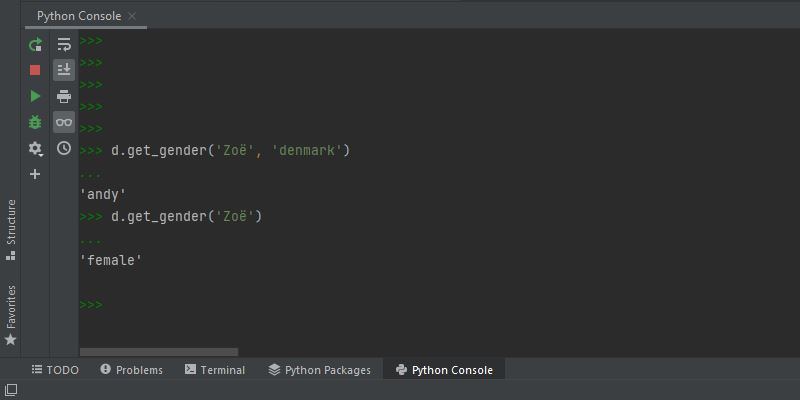 Python Console
>>>
>>>
>>>
>>>
>>>
>>> d.get_gender('Zoë', 'denmark')
...
'andy'
>>> d.get_gender('Zoë')
...
'female'
>>>
Structure
Favorites
TODO Problems Terminal Python Packages Python Console